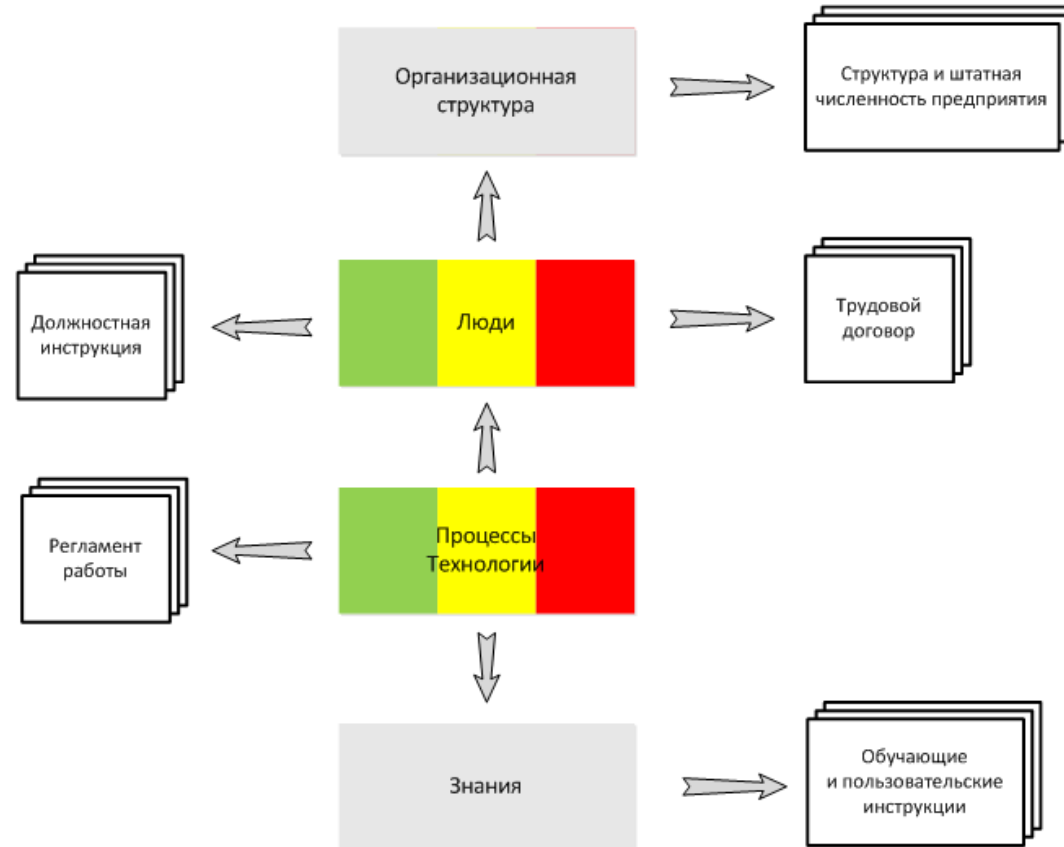 Организационная
структура
Структура и штатная
численность предприятия
Должностная
инструкция
Люди
Трудовой
договор
Регламент
работы
Процессы
Технологии
Знания
Обучающие
и пользовательские
инструкции